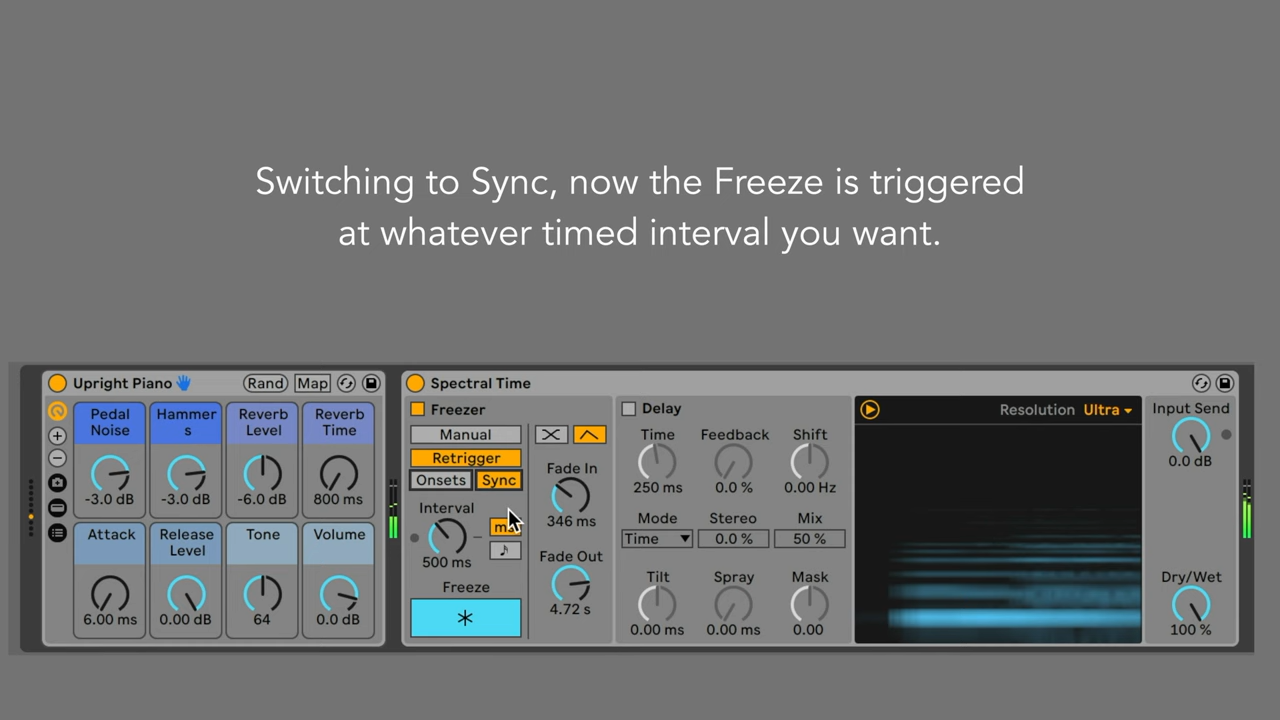 Switching to Sync, now the Freeze is triggered
at whatever timed interval you want.
Upright Piano Rand Map
Pedal Noise
-3.0 dB
Hammers
-3.0 dB
Reverb Level
-6.0 dB
Reverb Time
800 ms
Attack
6.00 ms
Release Level
0.00 dB
Tone
64
Volume
0.0 dB
Spectral Time
Freezer
Manual
Retrigger
Onsets Sync
Interval
500 ms
Freeze
Fade In
346 ms
Fade Out
4.72 s
Delay
Time Feedback Shift
250 ms 0.0 % 0.00 Hz
Mode Stereo Mix
Time 0.0 % 50 %
Tilt Spray Mask
0.00 ms 0.00 ms 0.00
Resolution Ultra
Input Send
0.0 dB
Dry/Wet
100 %